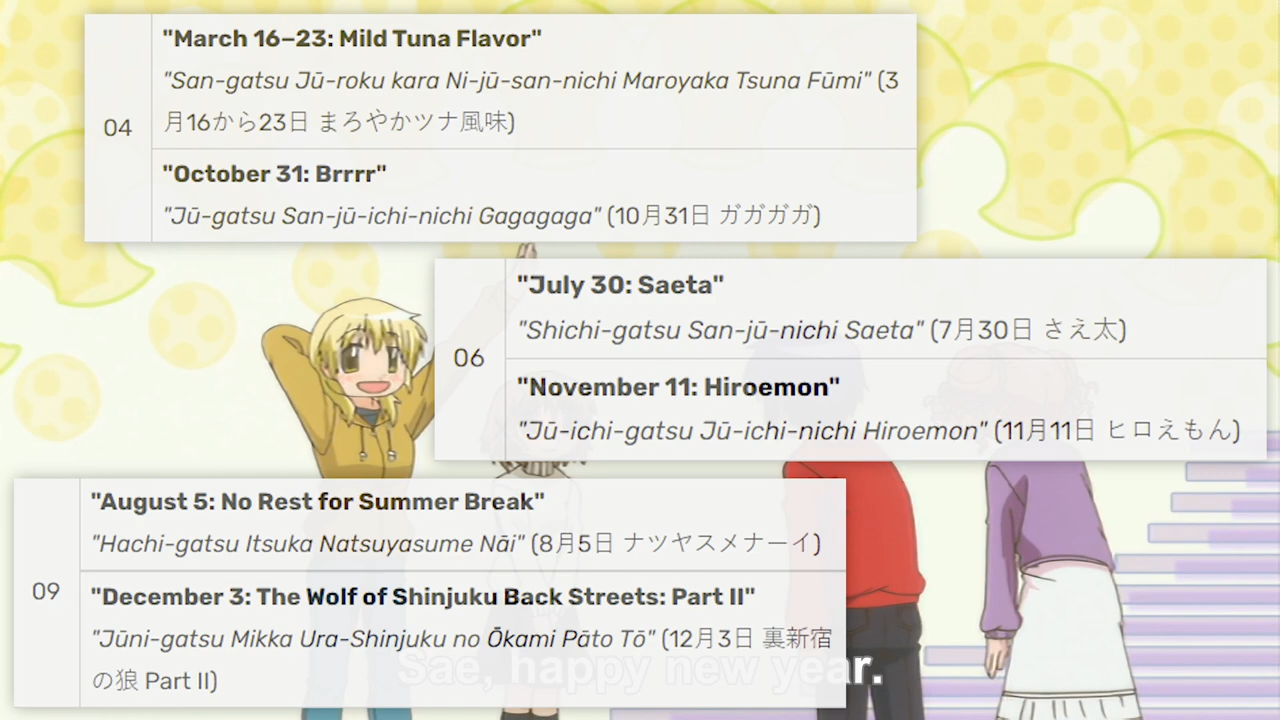 04
"March 16–23: Mild Tuna Flavor"
"San-gatsu Jū-roku kara Ni-jū-san-nichi Maroyaka Tsuna Fūmi" (3
月16から23日 まろやかツナ風味)
"October 31: Brrrr"
"Jū-gatsu San-jū-ichi-nichi Gagagaga" (10月31日 ガガガガ)
06
"July 30: Saeta"
"Shichi-gatsu San-jū-nichi Saeta" (7月30日 さえ太)
"November 11: Hiroemon"
"Jū-ichi-gatsu Jū-ichi-nichi Hiroemon" (11月11日 ヒロえもん)
09
"August 5: No Rest for Summer Break"
"Hachi-gatsu Itsuka Natsuyasume Nāi" (8月5日 ナツヤスメナーイ)
"December 3: The Wolf of Shinjuku Back Streets: Part II"
"Jūni-gatsu Mikka Ura-Shinjuku no Ōkami Pāto Tō" (12月3日 裏新宿
の狼 Part II)
Sae, happy new year.